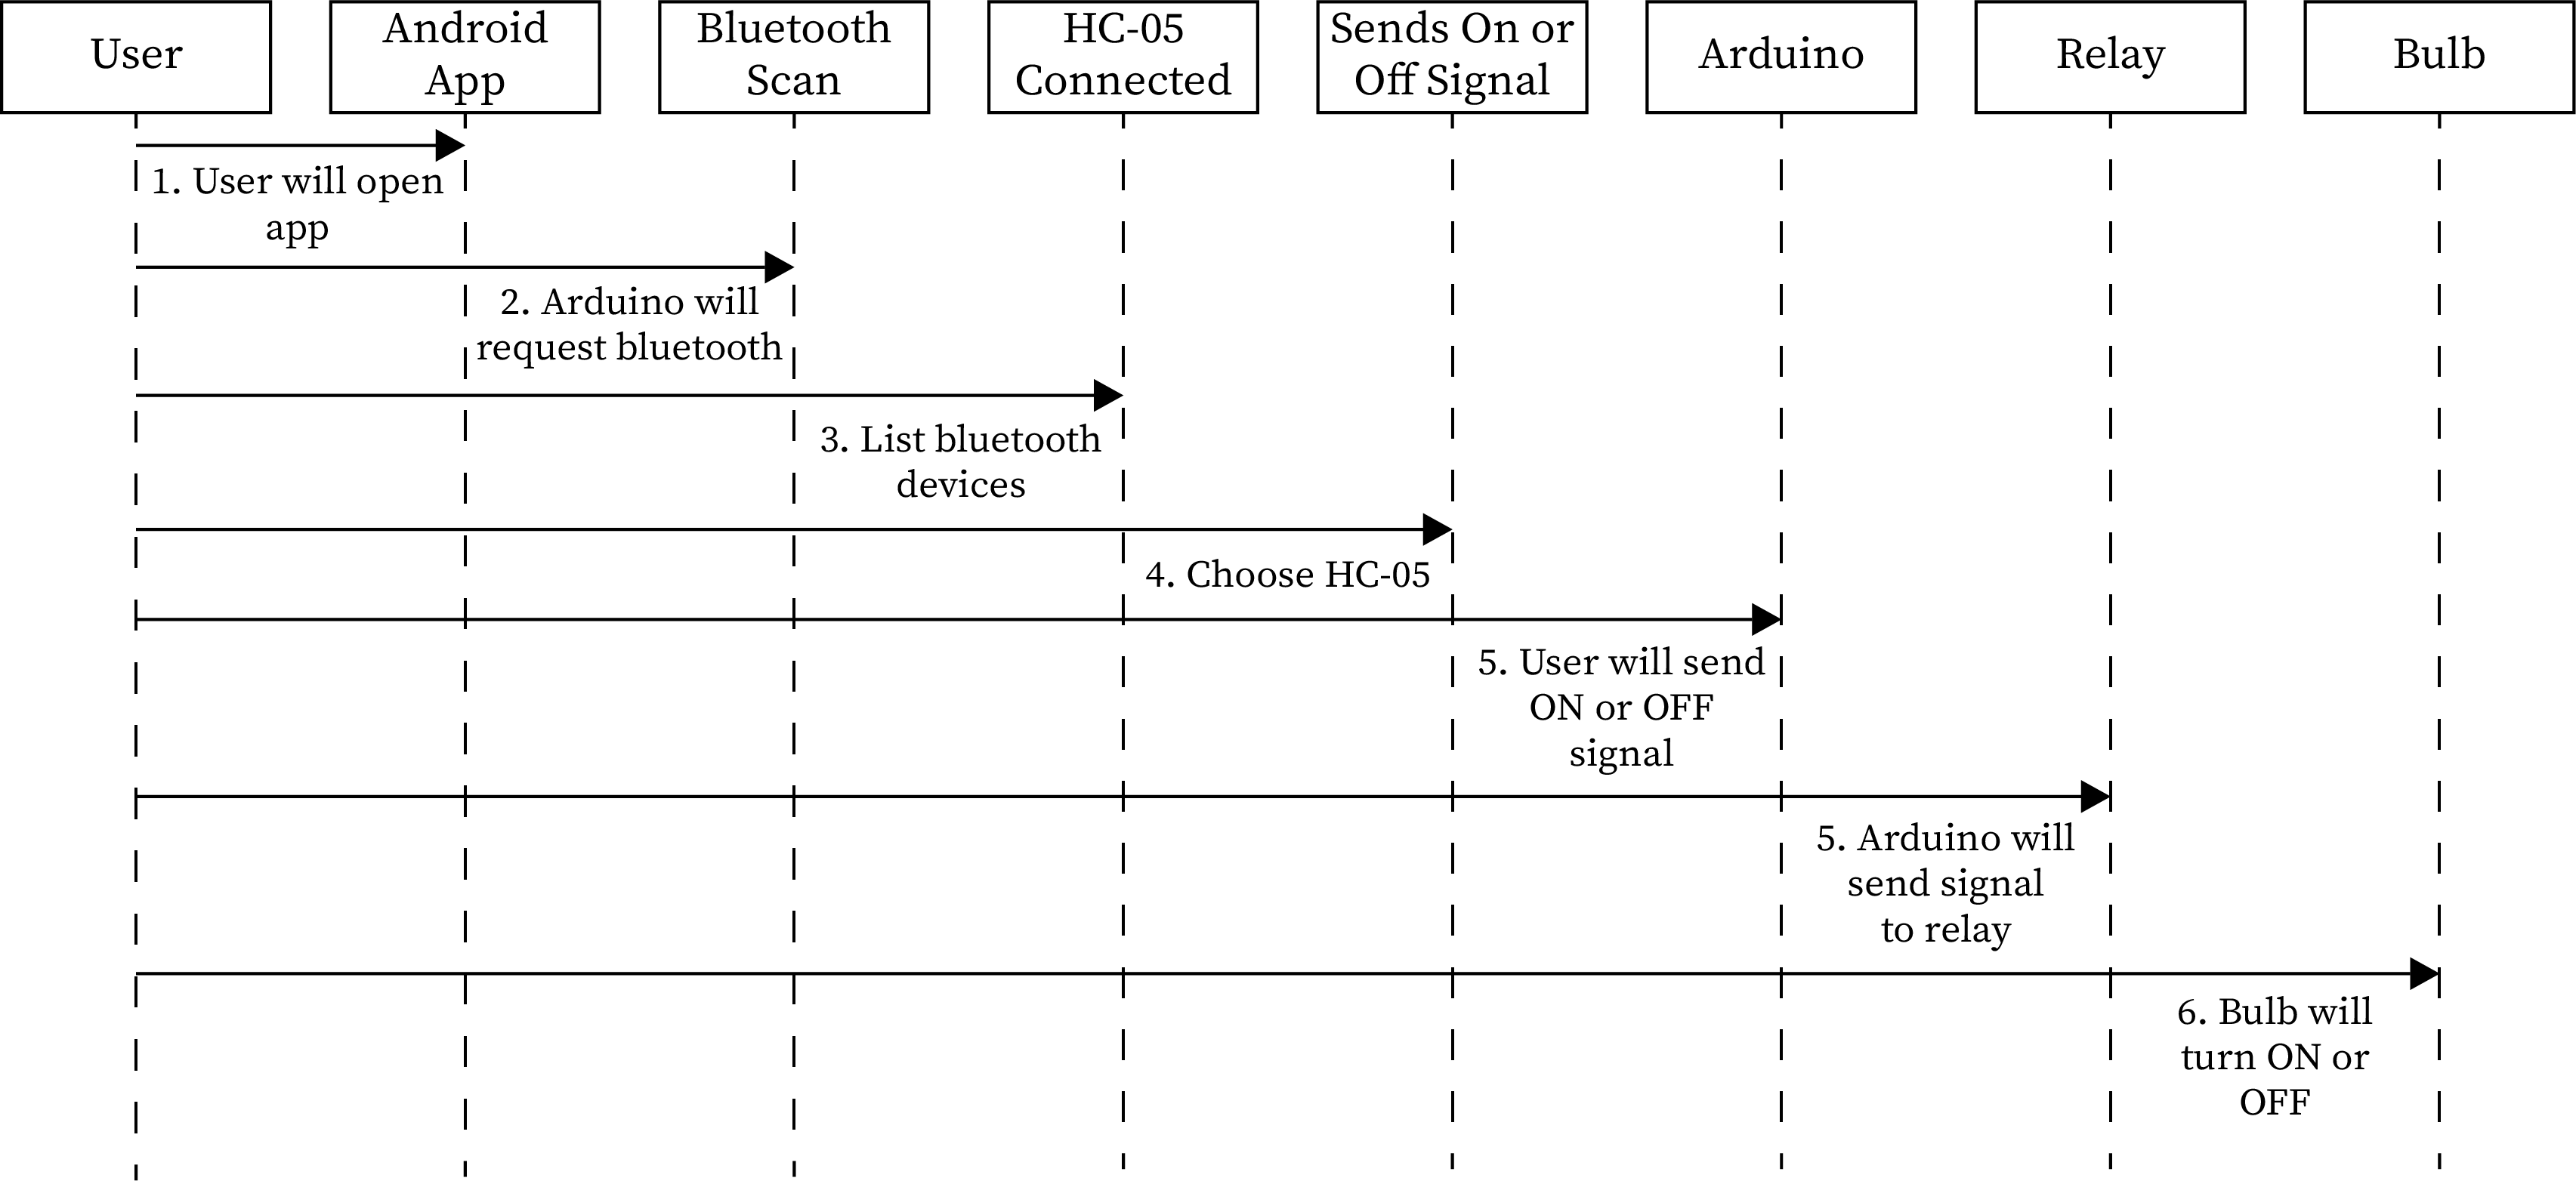 User
Android
App
Bluetooth
Scan
HC-05
Connected
Sends On or
Off Signal
Arduino
Relay
Bulb
1. User will open
app
2. Arduino will
request bluetooth
3. List bluetooth
devices
4. Choose HC-05
5. User will send
ON or OFF
signal
5. Arduino will
send signal
to relay
6. Bulb will
turn ON or
OFF